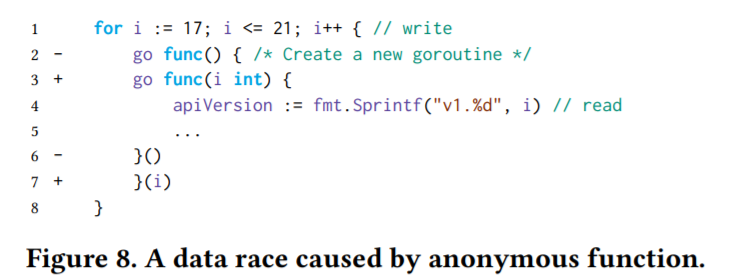 1 for i := 17; i <= 21; i++ { // write
2 - go func() { /* Create a new goroutine */
3 + go func(i int) {
4 apiVersion := fmt.Sprintf("v1.%d", i) // read
5 ...
6 - }()
7 + }(i)
8 }
Figure 8. A data race caused by anonymous function.